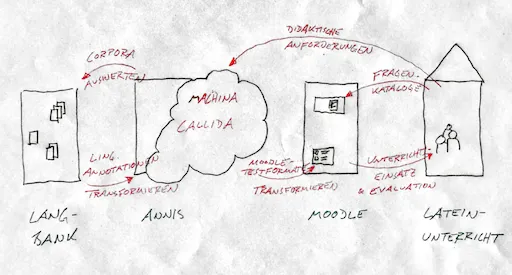 DIDAKTISCHE
ANFORDERUNGEN
CORPORA
AUSWERTEN
MACHINA
CALLIDA
FRAGEN-
KATALOGE
LING.
ANNOTATIONEN
TRANSFORMIEREN
MOODLE-
TESTFORMATE
TRANSFORMIEREN
UNTERRICHT-
EINSATZ
& EVALUATION
LANG-
BANK
ANNIS
MOODLE
LATEIN-
UNTERRICHT